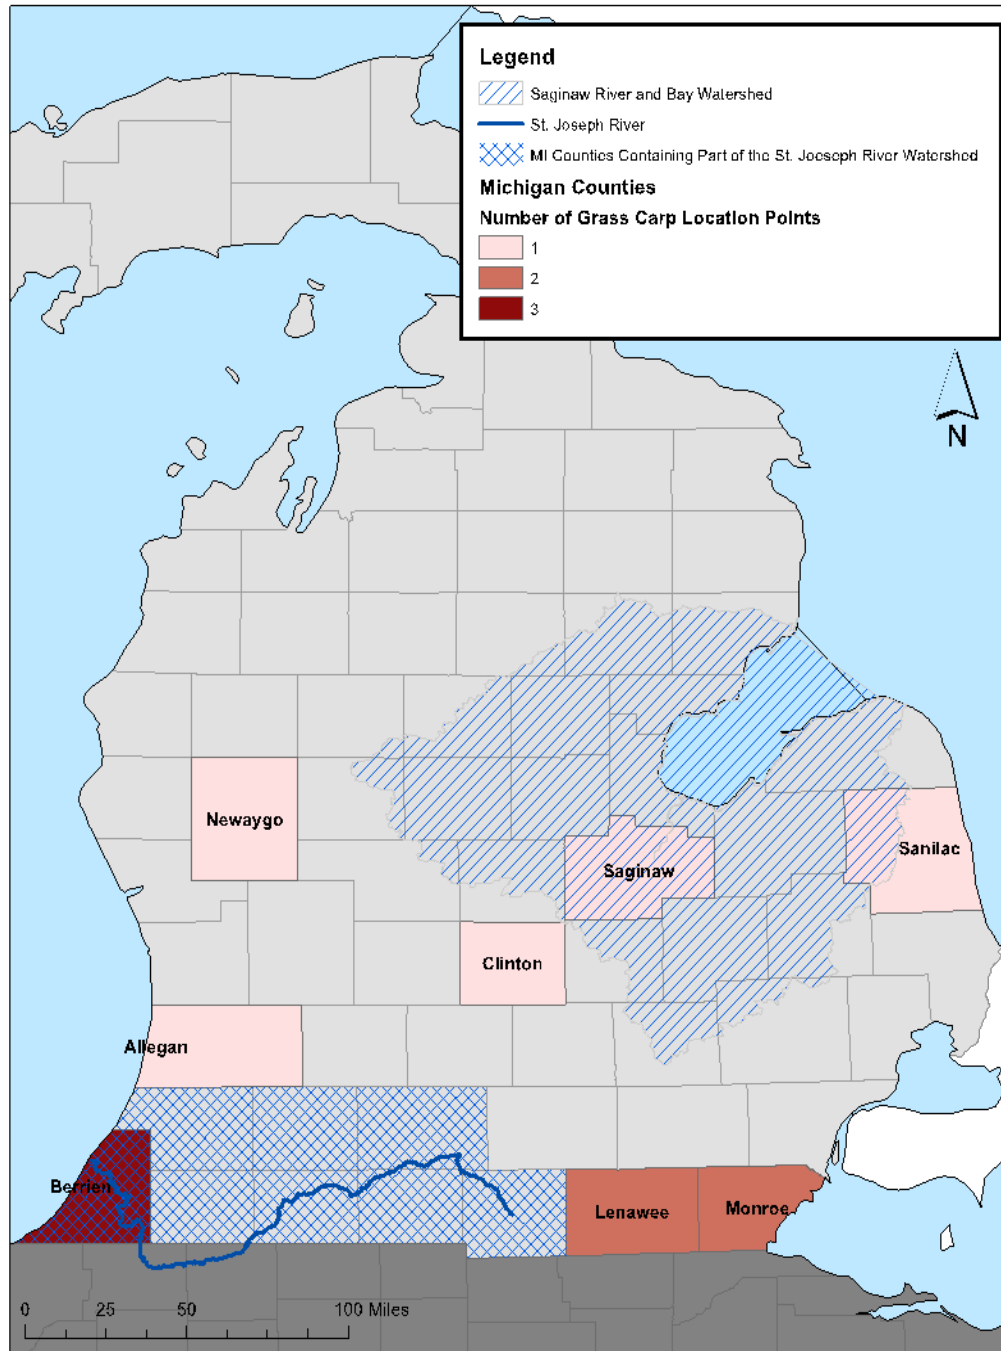 Legend
Saginaw River and Bay Watershed
St. Joseph River
MI Counties Containing Part of the St. Joeseph River Watershed
Michigan Counties
Number of Grass Carp Location Points
1
2
3
N
Newaygo
Sanilac
Saginaw
Clinton
Allegan
Berrien
Lenawee
Monroe
0 25 50 100 Miles